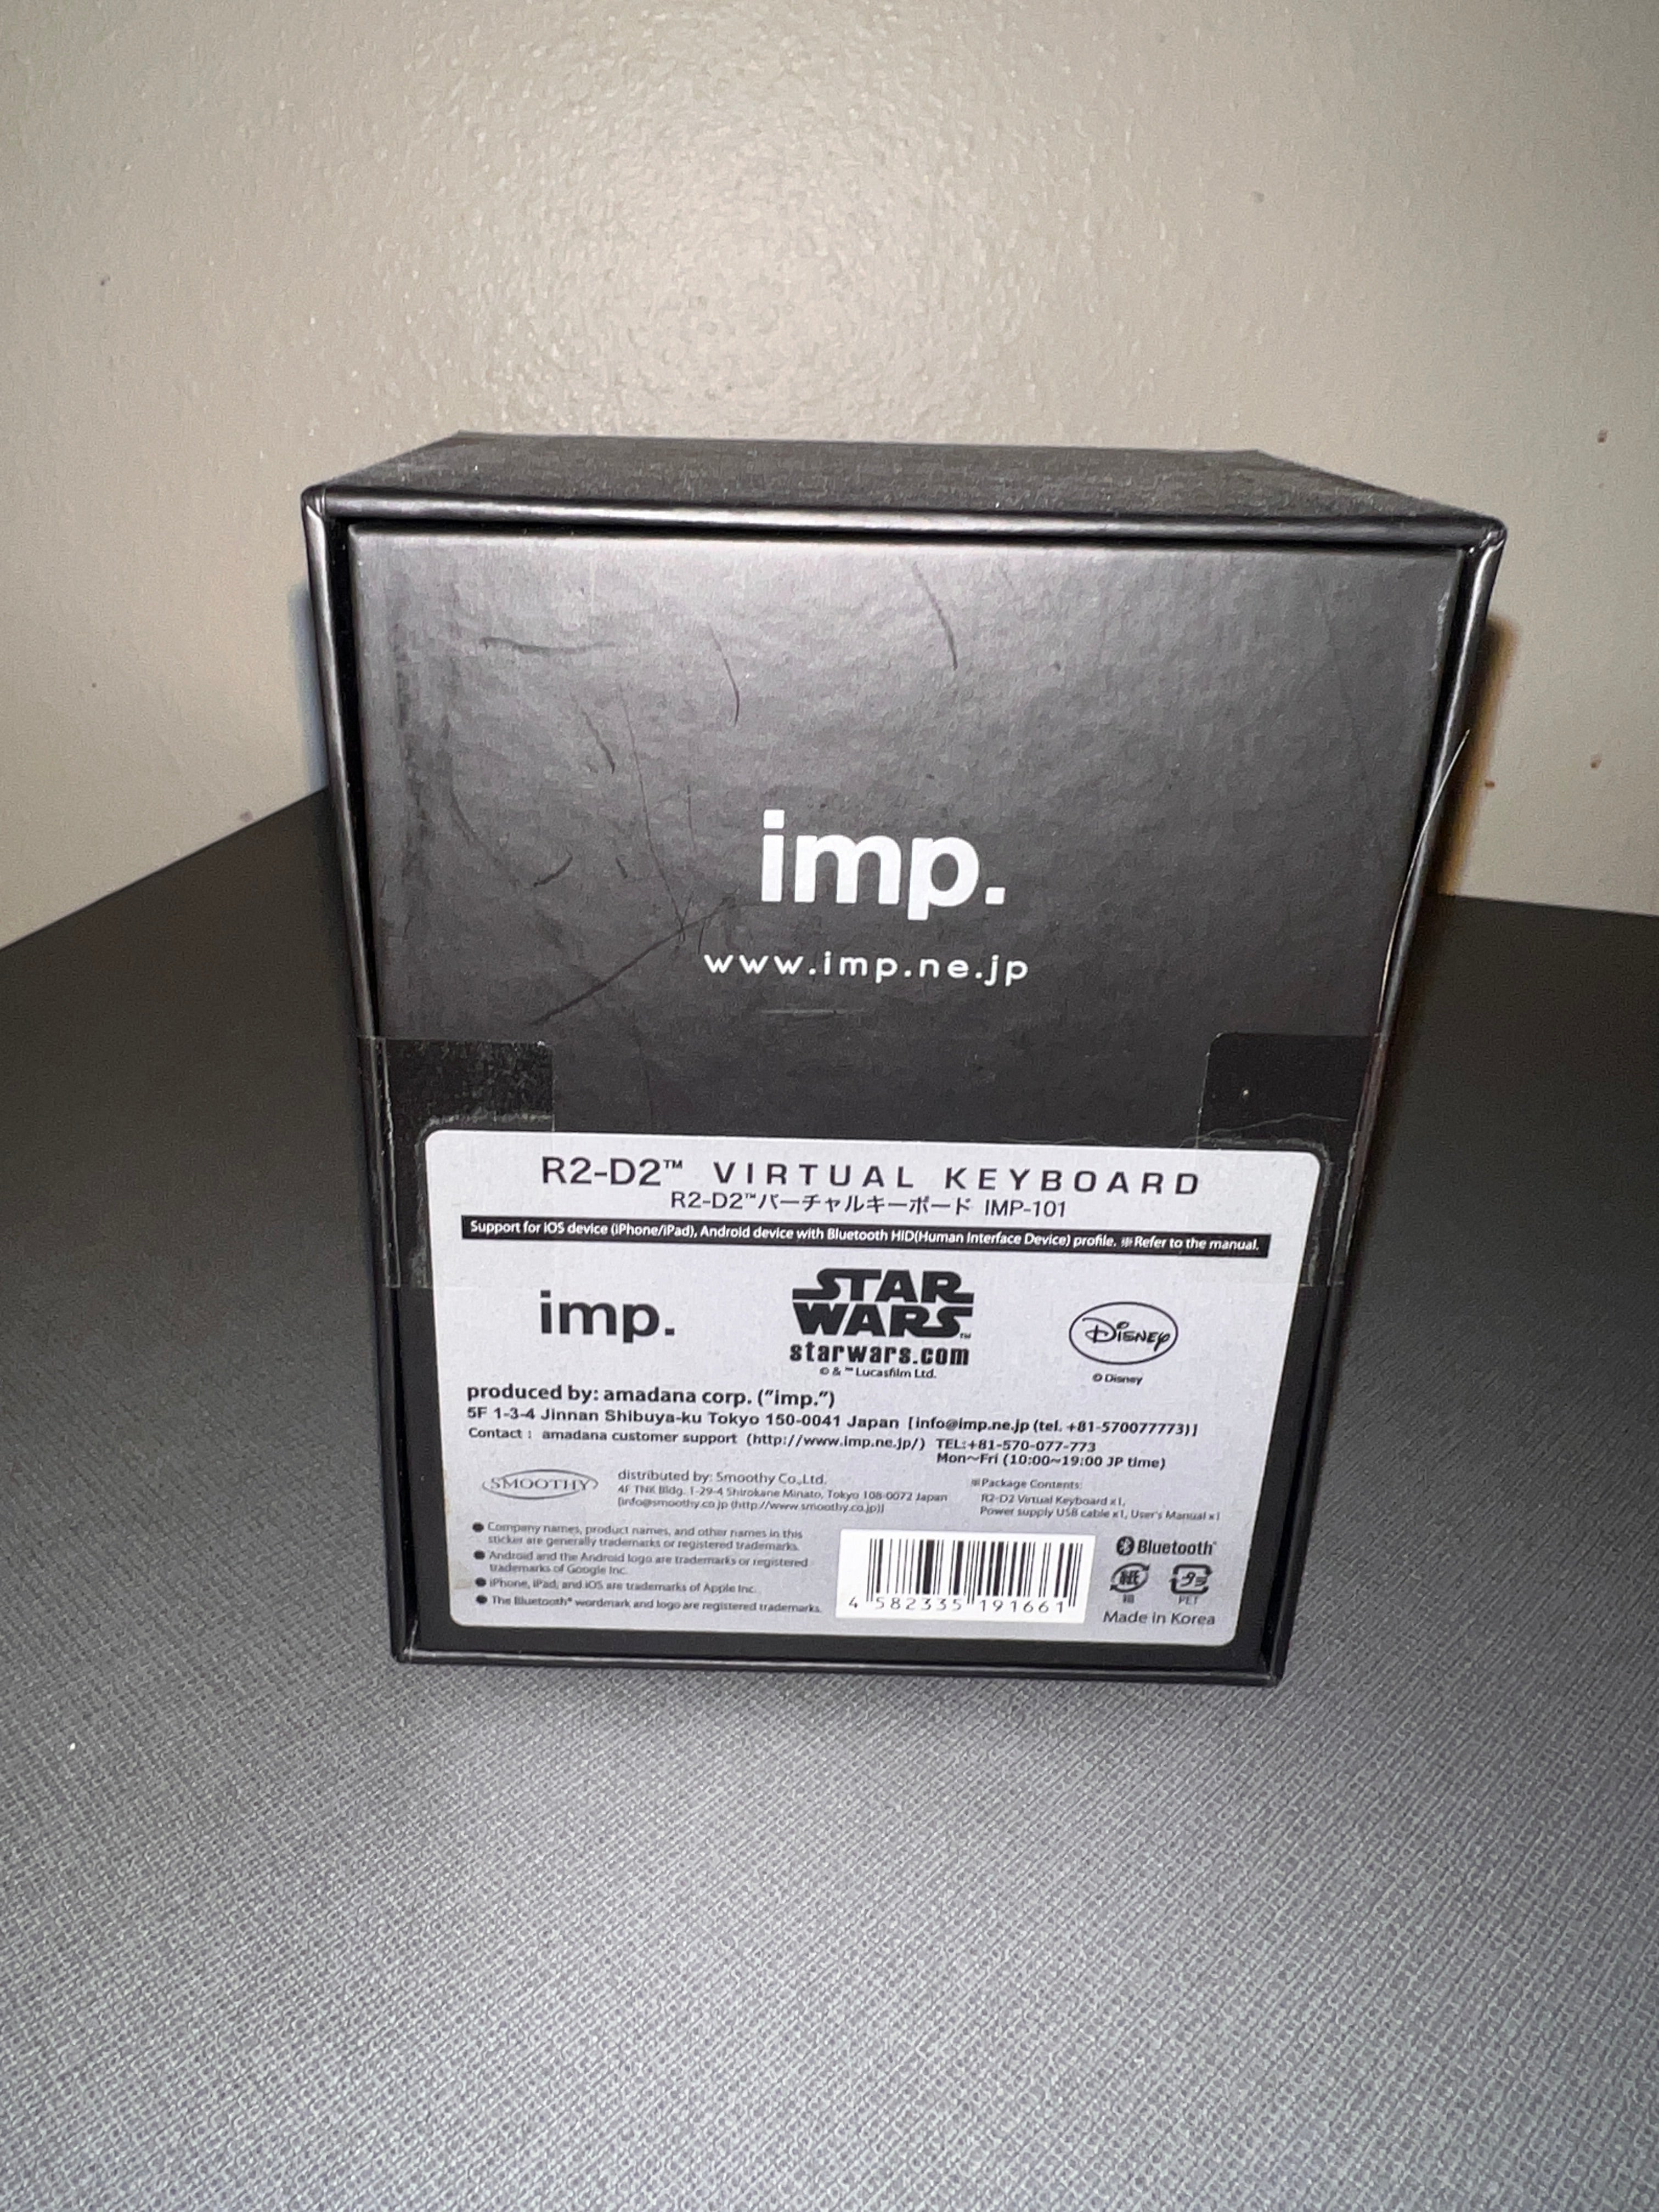 imp.
www.imp.ne.jp
R2-D2™ VIRTUAL KEYBOARD
R2-D2™バーチャルキーボード IMP-101
Support for iOS device (iPhone/iPad), Android device with Bluetooth HID(Human Interface Device) profile. ※Refer to the manual.
imp.
STAR
WARS™
starwars.com
© & ™ Lucasfilm Ltd.
Disney
© Disney
produced by: amadana corp. ("imp.")
5F 1-3-4 Jinnan Shibuya-ku Tokyo 150-0041 Japan [info@imp.ne.jp (tel. +81-570077773)]
Contact : amadana customer support (http://www.imp.ne.jp/) TEL:+81-570-077-773
Mon~Fri (10:00~19:00 JP time)
SMOOTHY
distributed by: Smoothy Co.,Ltd.
4F TNK Bldg. 1-29-4 Shirokane Minato, Tokyo 108-0072 Japan
[info@smoothy.co.jp (http://www.smoothy.co.jp)]
※Package Contents:
R2-D2 Virtual Keyboard x1,
Power supply USB cable x1, User's Manual x1
● Company names, product names, and other names in this
sticker are generally trademarks or registered trademarks.
● Android and the Android logo are trademarks or registered
trademarks of Google Inc.
● iPhone, iPad, and iOS are trademarks of Apple Inc.
● The Bluetooth® wordmark and logo are registered trademarks.
4 582335 191661
Bluetooth®
紙
箱
プラ
PET
Made in Korea